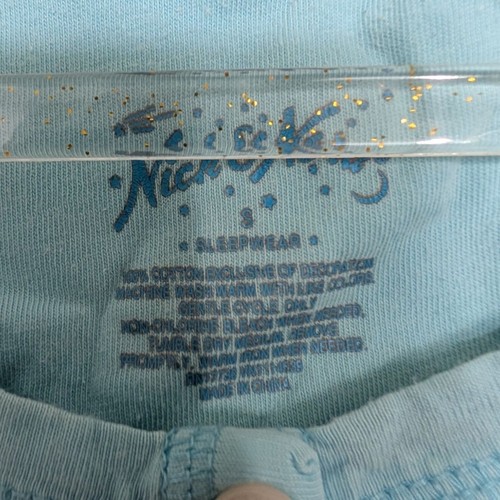 Nick & Nora
S
SLEEPWEAR
100% COTTON EXCLUSIVE OF DECORATION
MACHINE WASH WARM WITH LIKE COLORS,
GENTLE CYCLE ONLY
NON-CHLORINE BLEACH WHEN NEEDED,
TUMBLE DRY MEDIUM, REMOVE
PROMPTLY, WARM IRON WHEN NEEDED.
MADE IN CHINA